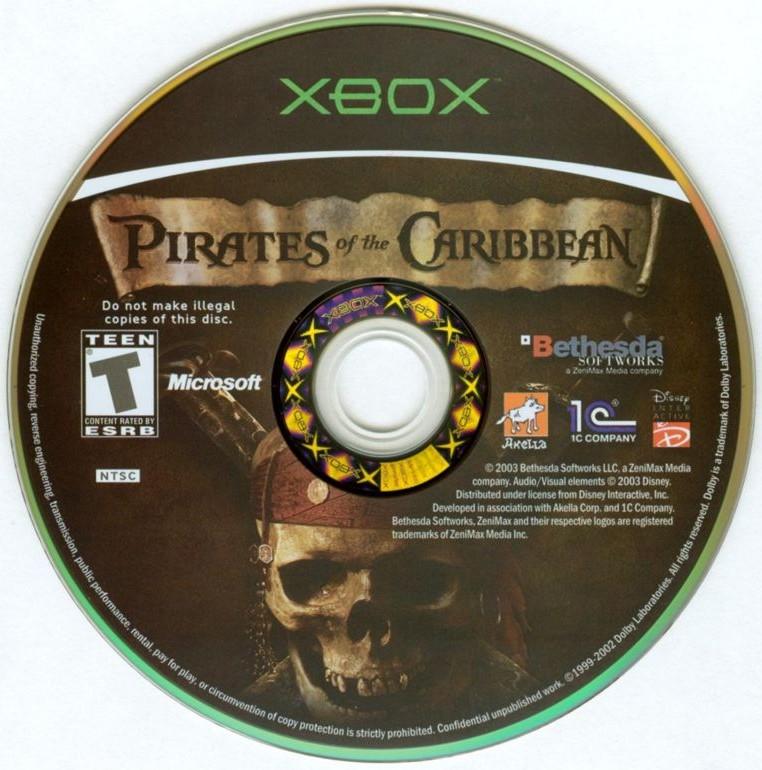 XBOX™
PIRATES of the CARIBBEAN
Do not make illegal
copies of this disc.
TEEN
T
CONTENT RATED BY
ESRB
Microsoft
NTSC
XBOX XBOX
Bethesda
SOFTWORKS
a ZeniMax Media company
AKELLA
1C
1C COMPANY
DISNEY
INTER
ACTIVE
© 2003 Bethesda Softworks LLC, a ZeniMax Media
company. Audio/Visual elements © 2003 Disney.
Distributed under license from Disney Interactive, Inc.
Developed in association with Akella Corp. and 1C Company.
Bethesda Softworks, ZeniMax and their respective logos are registered
trademarks of ZeniMax Media Inc.
Unauthorized copying, reverse engineering, transmission, public performance, rental, pay for play, or circumvention of copy protection is strictly prohibited. Confidential unpublished work. ©1999-2002 Dolby Laboratories. All rights reserved. Dolby is a trademark of Dolby Laboratories.